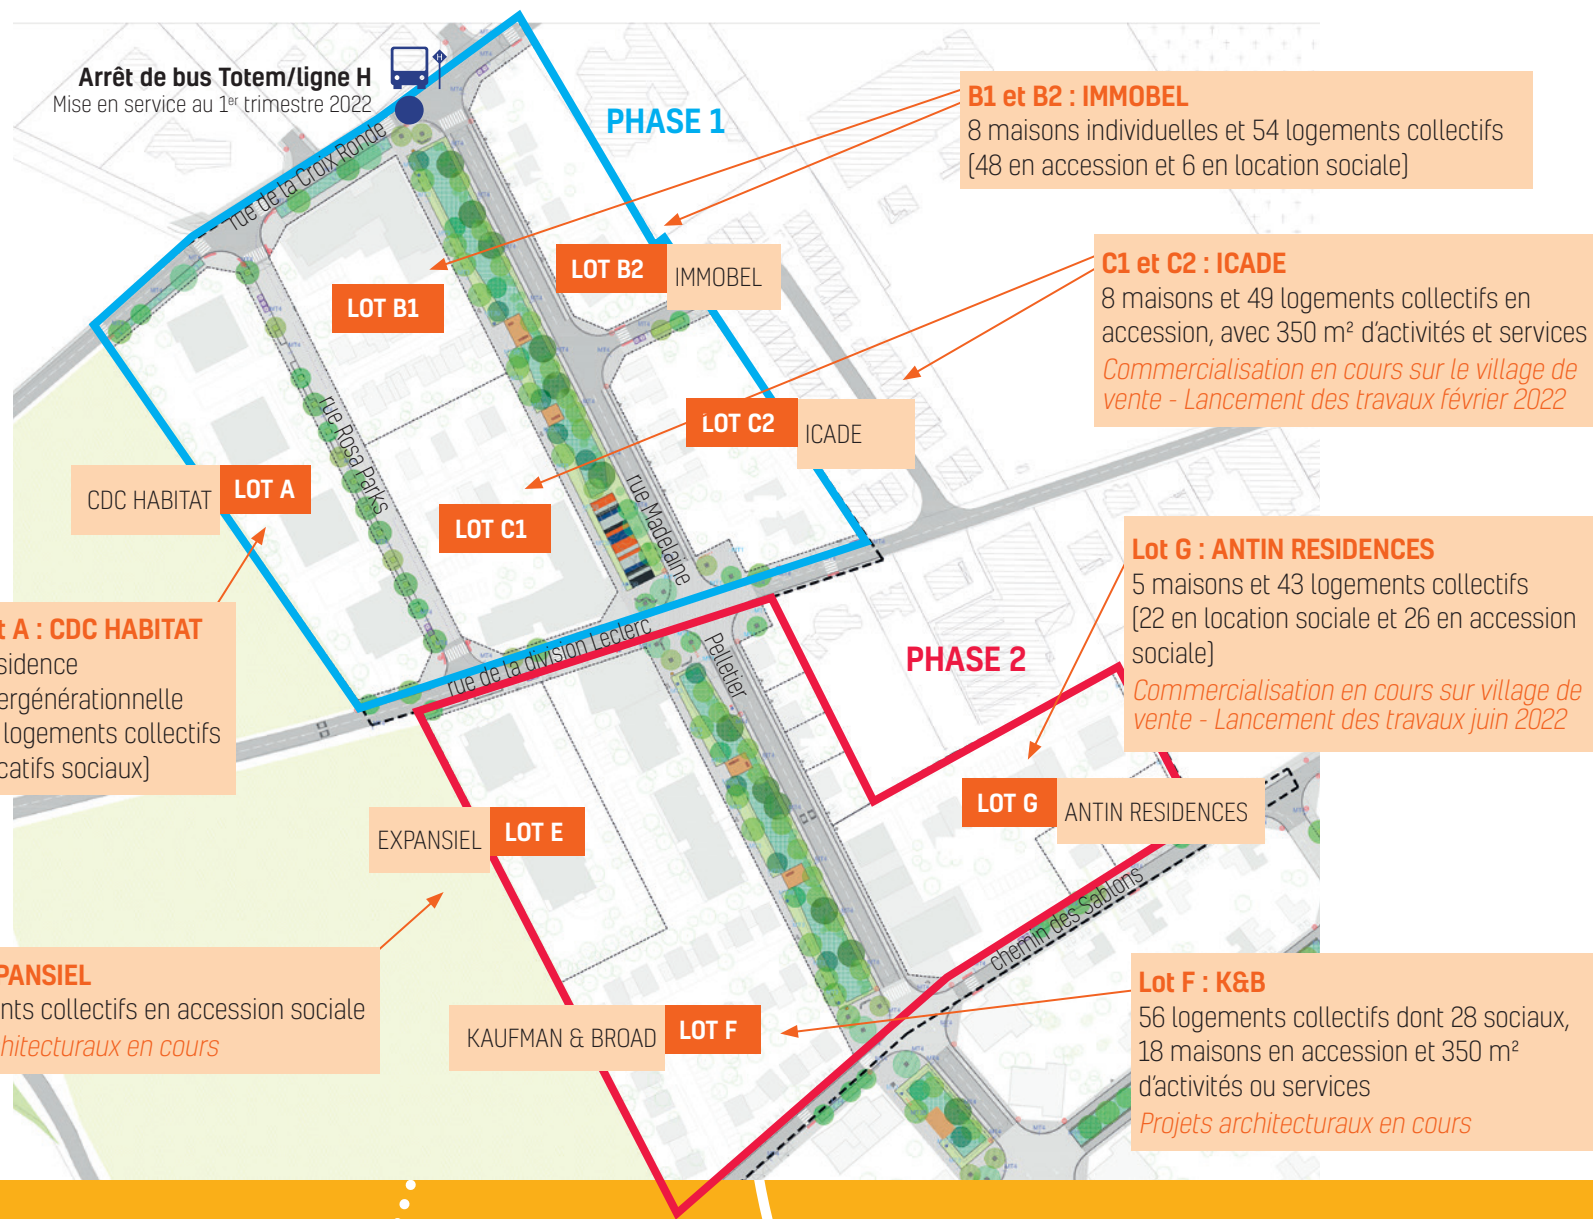 Arrêt de bus Totem/ligne H
Mise en service au 1er trimestre 2022
PHASE 1
B1 et B2 : IMMOBEL
8 maisons individuelles et 54 logements collectifs
(48 en accession et 6 en location sociale)
rue de la Croix Ronde
LOT B2
IMMOBEL
LOT B1
C1 et C2 : ICADE
8 maisons et 49 logements collectifs en
accession, avec 350 m² d'activités et services
Commercialisation en cours sur le village de
vente - Lancement des travaux février 2022
rue Rosa Parks
LOT C2
ICADE
CDC HABITAT
LOT A
LOT C1
rue Madelaine
Lot G : ANTIN RESIDENCES
5 maisons et 43 logements collectifs
(22 en location sociale et 26 en accession
sociale)
Commercialisation en cours sur village de
vente - Lancement des travaux juin 2022
t A : CDC HABITAT
sidence
ergénérationnelle
logements collectifs
catifs sociaux)
rue de la division Leclerc
Pelletier
PHASE 2
LOT G
ANTIN RESIDENCES
EXPANSIEL
LOT E
chemin des Sablons
PANSIEL
nts collectifs en accession sociale
hitecturaux en cours
KAUFMAN & BROAD
LOT F
Lot F : K&B
56 logements collectifs dont 28 sociaux,
18 maisons en accession et 350 m²
d'activités ou services
Projets architecturaux en cours